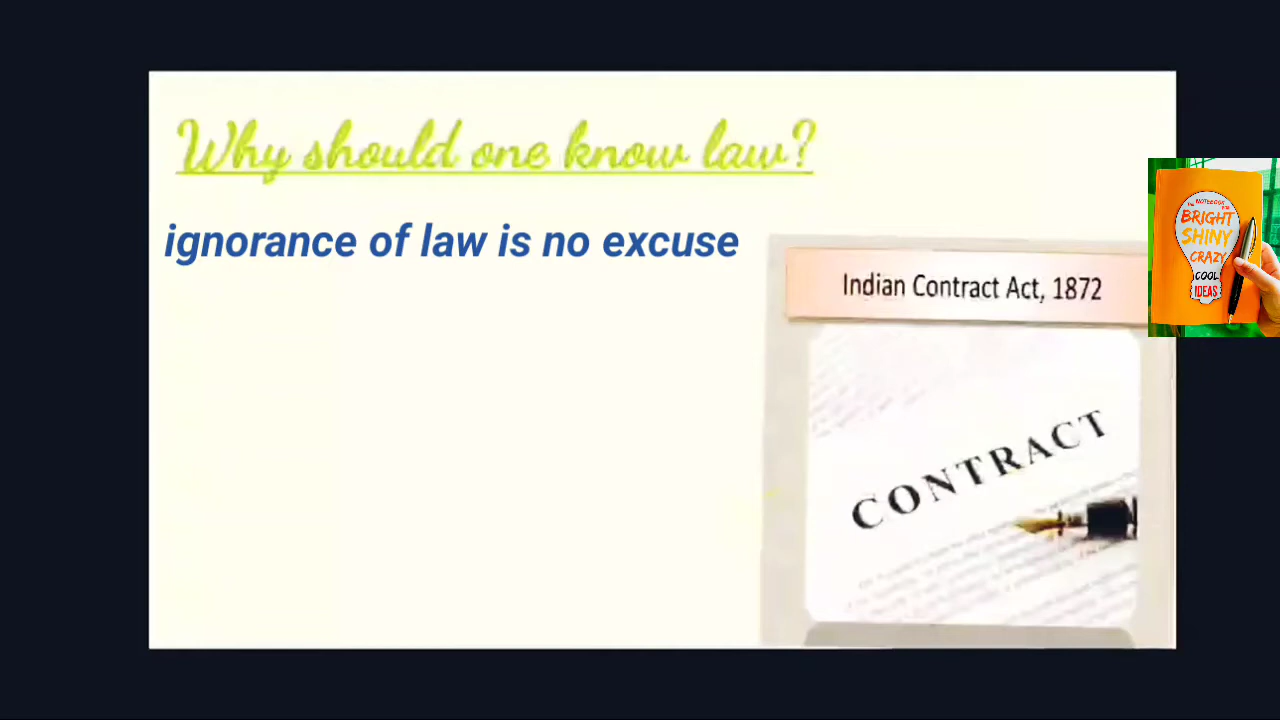 Why should one know law?
ignorance of law is no excuse
Indian Contract Act, 1872
CONTRACT
NOTEBOOK
BRIGHT
SHINY
CRAZY
COOL
IDEAS